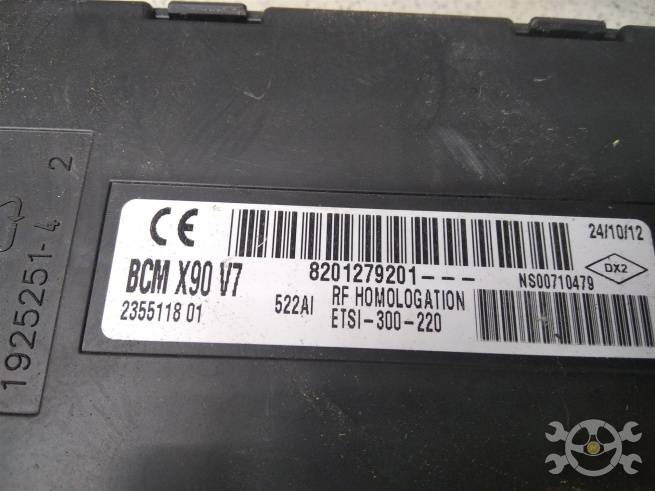 1925251-4 2
CE
24/10/12
BCM X90 V7
8201279201---
NS00710479
DX2
2355118 01
522AI
RF HOMOLOGATION
ETSI-300-220